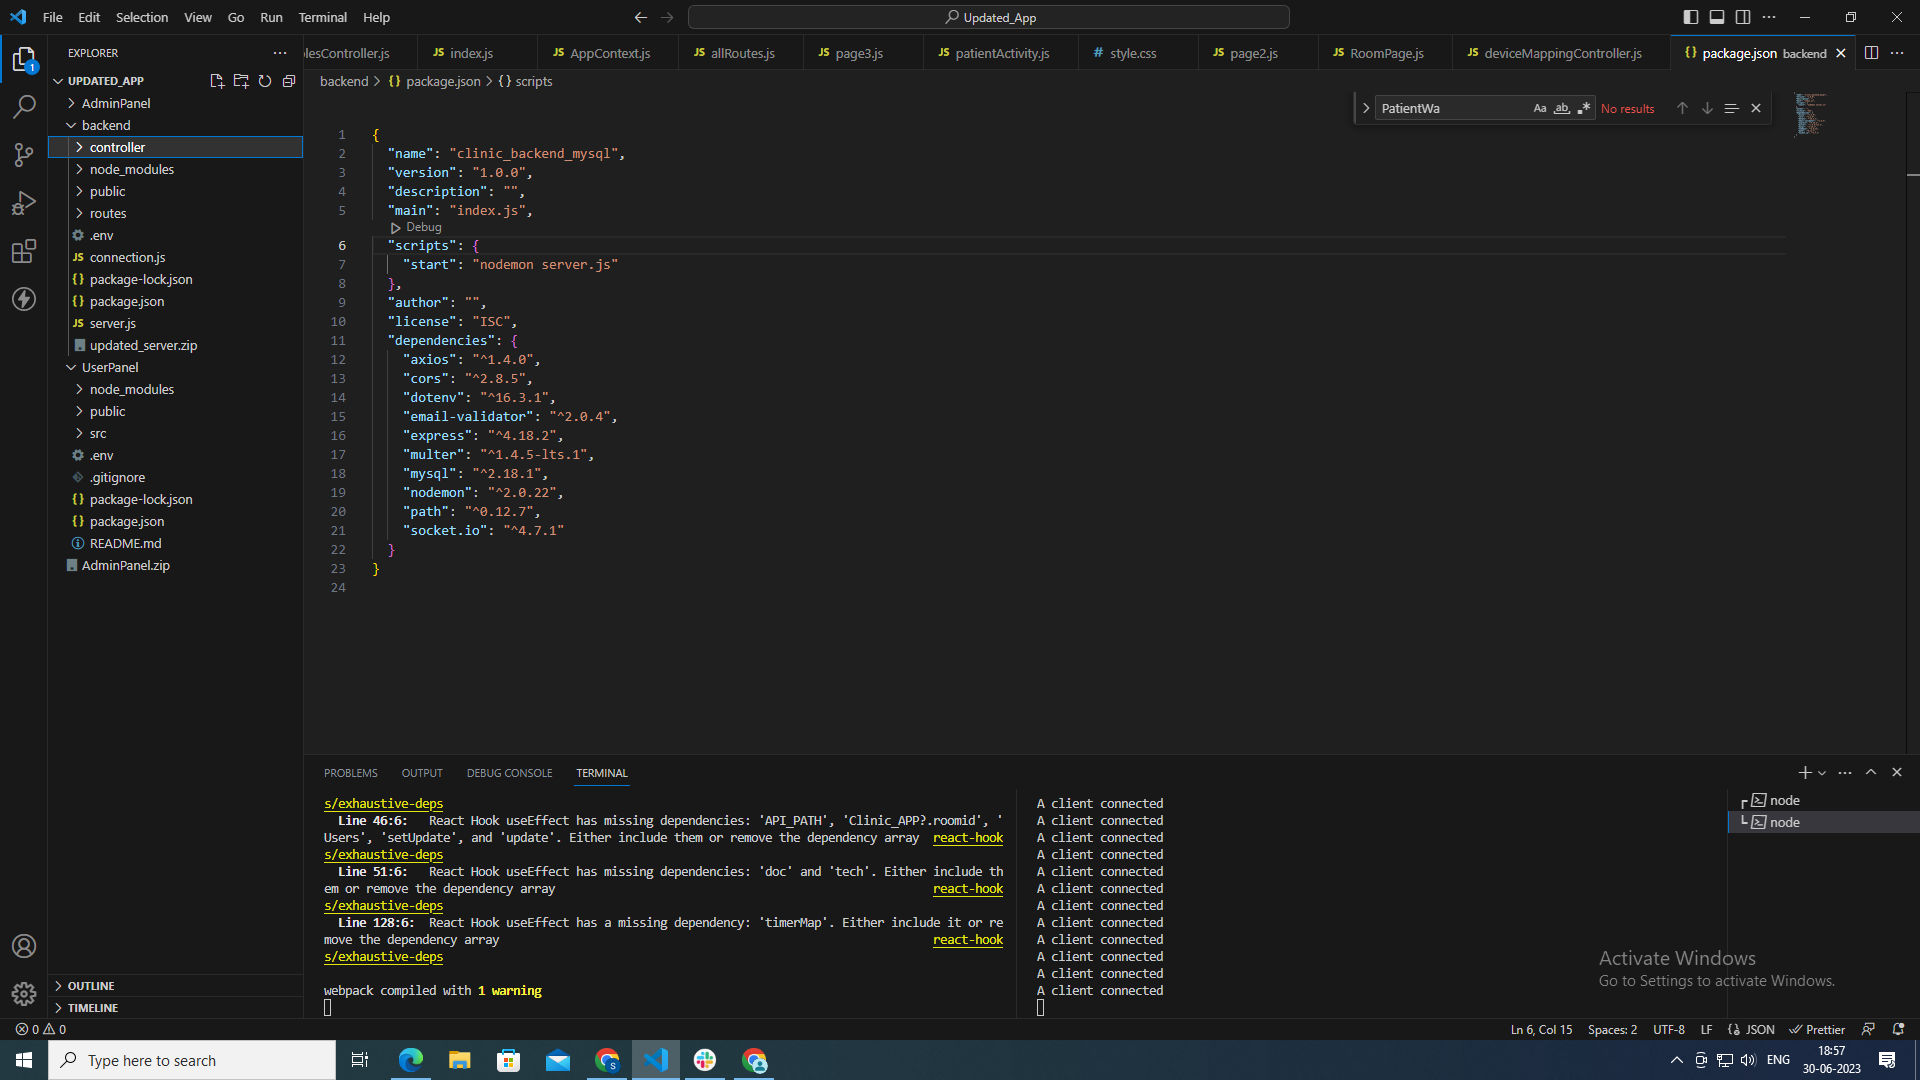 File Edit Selection View Go Run Terminal Help
Updated_App
EXPLORER
lesController.js
index.js
AppContext.js
allRoutes.js
page3.js
patientActivity.js
style.css
page2.js
RoomPage.js
deviceMappingController.js
package.json backend
UPDATED_APP
backend > package.json > scripts
AdminPanel
backend
controller
node_modules
public
routes
.env
connection.js
package-lock.json
package.json
server.js
updated_server.zip
UserPanel
node_modules
public
src
.env
.gitignore
package-lock.json
package.json
README.md
AdminPanel.zip
OUTLINE
TIMELINE
PatientWa
Aa ab
No results
1 {
2 "name": "clinic_backend_mysql",
3 "version": "1.0.0",
4 "description": "",
5 "main": "index.js",
Debug
6 "scripts": {
7 "start": "nodemon server.js"
8 },
9 "author": "",
10 "license": "ISC",
11 "dependencies": {
12 "axios": "^1.4.0",
13 "cors": "^2.8.5",
14 "dotenv": "^16.3.1",
15 "email-validator": "^2.0.4",
16 "express": "^4.18.2",
17 "multer": "^1.4.5-lts.1",
18 "mysql": "^2.18.1",
19 "nodemon": "^2.0.22",
20 "path": "^0.12.7",
21 "socket.io": "^4.7.1"
22 }
23 }
24
PROBLEMS OUTPUT DEBUG CONSOLE TERMINAL
s/exhaustive-deps
Line 46:6: React Hook useEffect has missing dependencies: 'API_PATH', 'Clinic_APP?.roomid', '
Users', 'setUpdate', and 'update'. Either include them or remove the dependency array react-hook
s/exhaustive-deps
Line 51:6: React Hook useEffect has missing dependencies: 'doc' and 'tech'. Either include th
em or remove the dependency array react-hook
s/exhaustive-deps
Line 128:6: React Hook useEffect has a missing dependency: 'timerMap'. Either include it or re
move the dependency array react-hook
s/exhaustive-deps
webpack compiled with 1 warning
A client connected
A client connected
A client connected
A client connected
A client connected
A client connected
A client connected
A client connected
A client connected
A client connected
A client connected
A client connected
node
node
Activate Windows
Go to Settings to activate Windows.
0 0
Ln 6, Col 15 Spaces: 2 UTF-8 LF {} JSON Prettier
Type here to search
ENG
18:57
30-06-2023
1
S